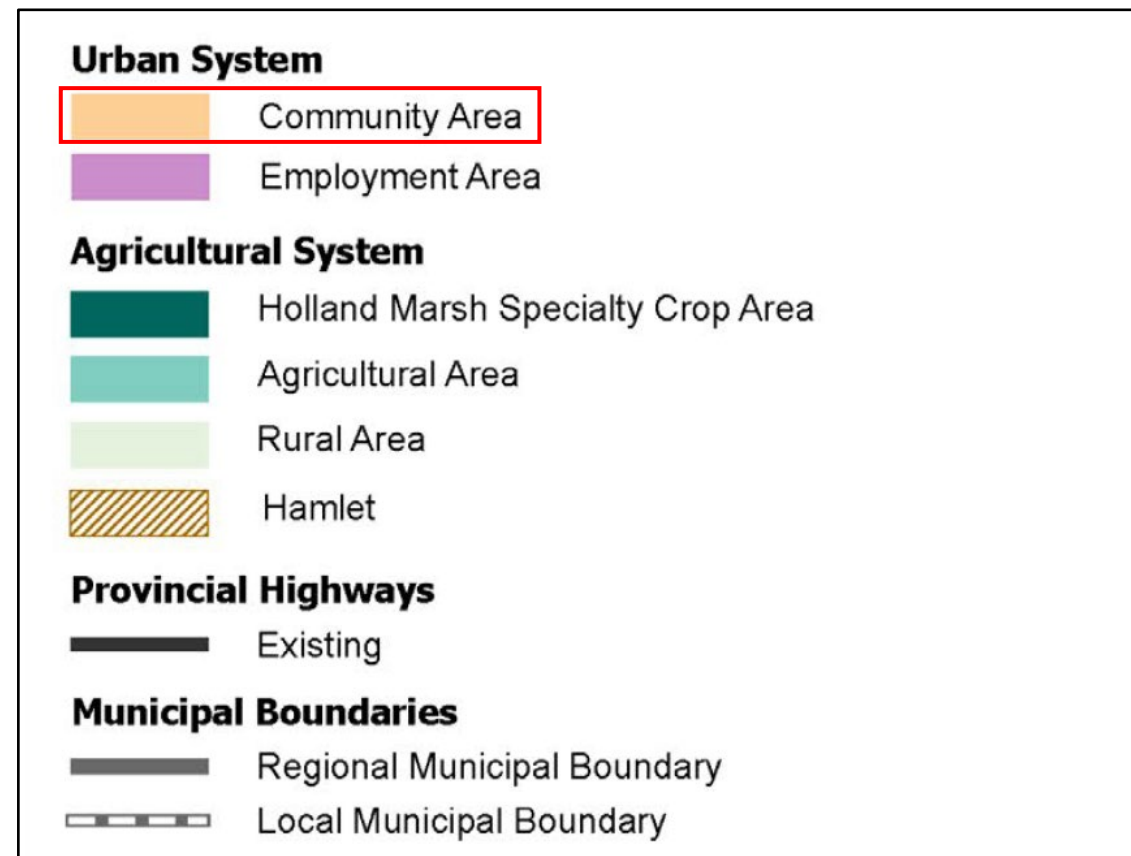 Urban System
Community Area
Employment Area
Agricultural System
Holland Marsh Specialty Crop Area
Agricultural Area
Rural Area
Hamlet
Provincial Highways
Existing
Municipal Boundaries
Regional Municipal Boundary
Local Municipal Boundary